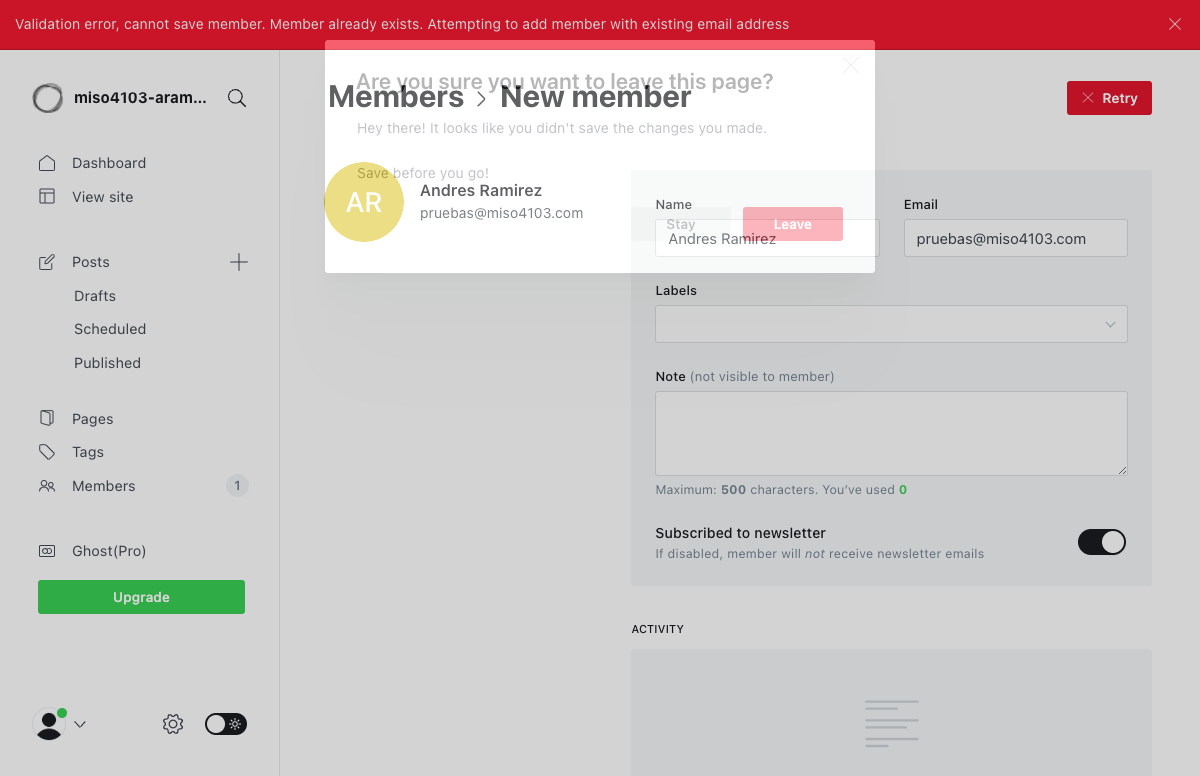 Validation error, cannot save member. Member already exists. Attempting to add member with existing email address
miso4103-aram...
Dashboard
View site
Posts
Drafts
Scheduled
Published
Pages
Tags
Members 1
Ghost(Pro)
Upgrade
Are you sure you want to leave this page?
Members > New member
Retry
Hey there! It looks like you didn't save the changes you made.
Save before you go!
AR
Andres Ramirez
pruebas@miso4103.com
Stay
Leave
Name
Andres Ramirez
Email
pruebas@miso4103.com
Labels
Note (not visible to member)
Maximum: 500 characters. You’ve used 0
Subscribed to newsletter
If disabled, member will not receive newsletter emails
ACTIVITY